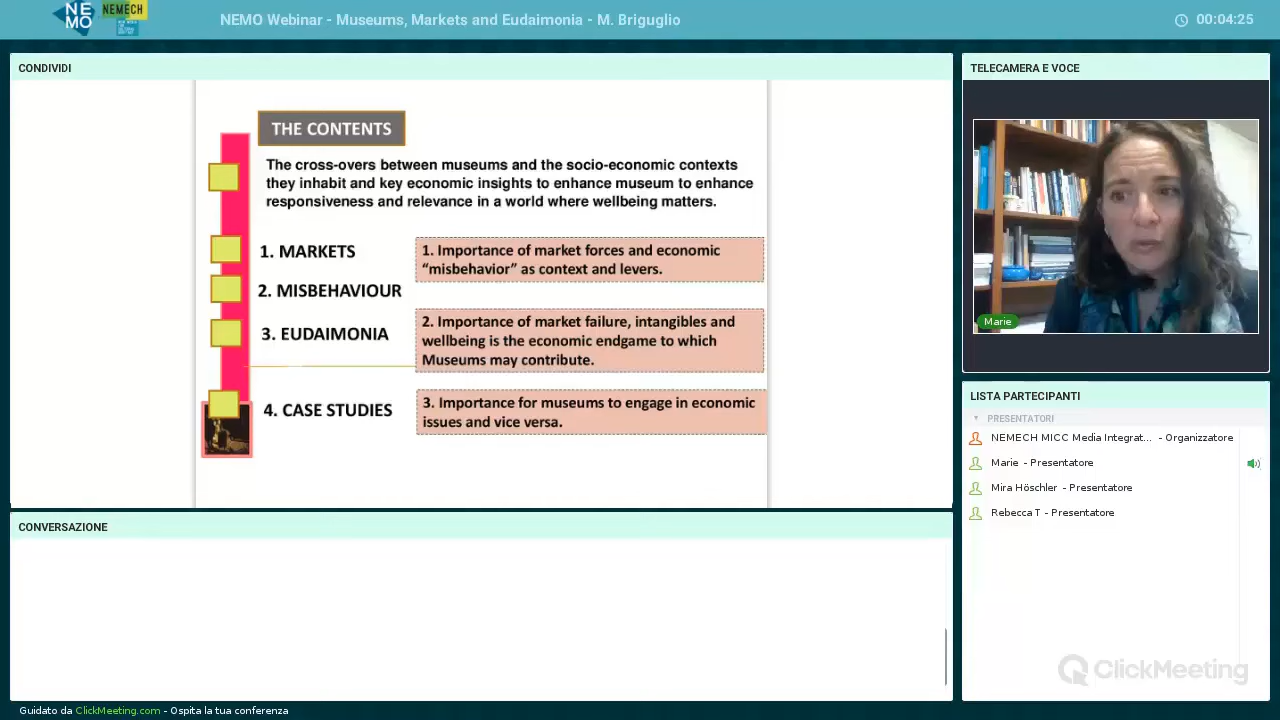 NE
MO
NEMECH
NEMO Webinar - Museums, Markets and Eudaimonia - M. Briguglio
00:04:25
CONDIVIDI
THE CONTENTS
The cross-overs between museums and the socio-economic contexts
they inhabit and key economic insights to enhance museum to enhance
responsiveness and relevance in a world where wellbeing matters.
1. MARKETS
1. Importance of market forces and economic
“misbehavior” as context and levers.
2. MISBEHAVIOUR
3. EUDAIMONIA
2. Importance of market failure, intangibles and
wellbeing is the economic endgame to which
Museums may contribute.
4. CASE STUDIES
3. Importance for museums to engage in economic
issues and vice versa.
TELECAMERA E VOCE
Marie
LISTA PARTECIPANTI
PRESENTATORI
NEMECH MICC Media Integrat... - Organizzatore
Marie - Presentatore
Mira Höschler - Presentatore
Rebecca T - Presentatore
CONVERSAZIONE
ClickMeeting
Guidato da ClickMeeting.com - Ospita la tua conferenza